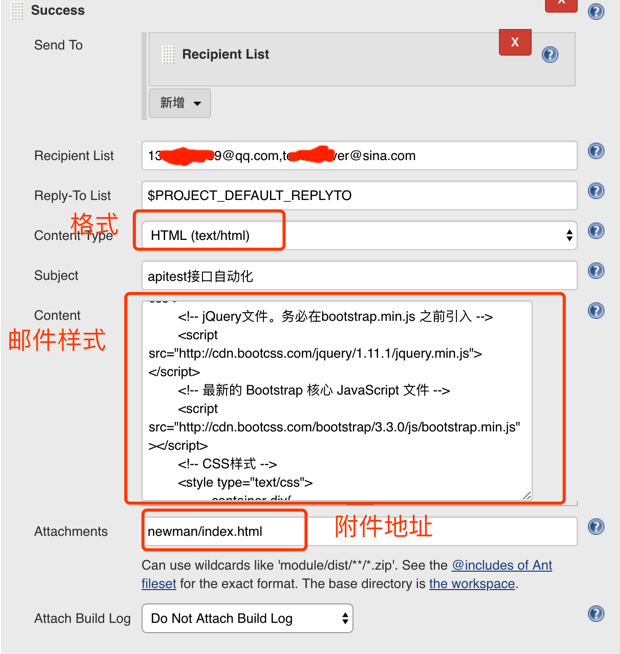 Success
X
Send To
Recipient List
X
新增
Recipient List
13 9@qq.com,te ver@sina.com
Reply-To List
$PROJECT_DEFAULT_REPLYTO
格式
Content Type
HTML (text/html)
Subject
apitest接口自动化
Content
邮件样式
<!-- jQuery文件。务必在bootstrap.min.js 之前引入 -->
<script
src="http://cdn.bootcss.com/jquery/1.11.1/jquery.min.js">
</script>
<!-- 最新的 Bootstrap 核心 JavaScript 文件 -->
<script
src="http://cdn.bootcss.com/bootstrap/3.3.0/js/bootstrap.min.js"
></script>
<!-- CSS样式 -->
<style type="text/css">
.container div{
附件地址
Attachments
newman/index.html
Can use wildcards like 'module/dist/**/*.zip'. See the @includes of Ant
fileset for the exact format. The base directory is the workspace.
Attach Build Log
Do Not Attach Build Log